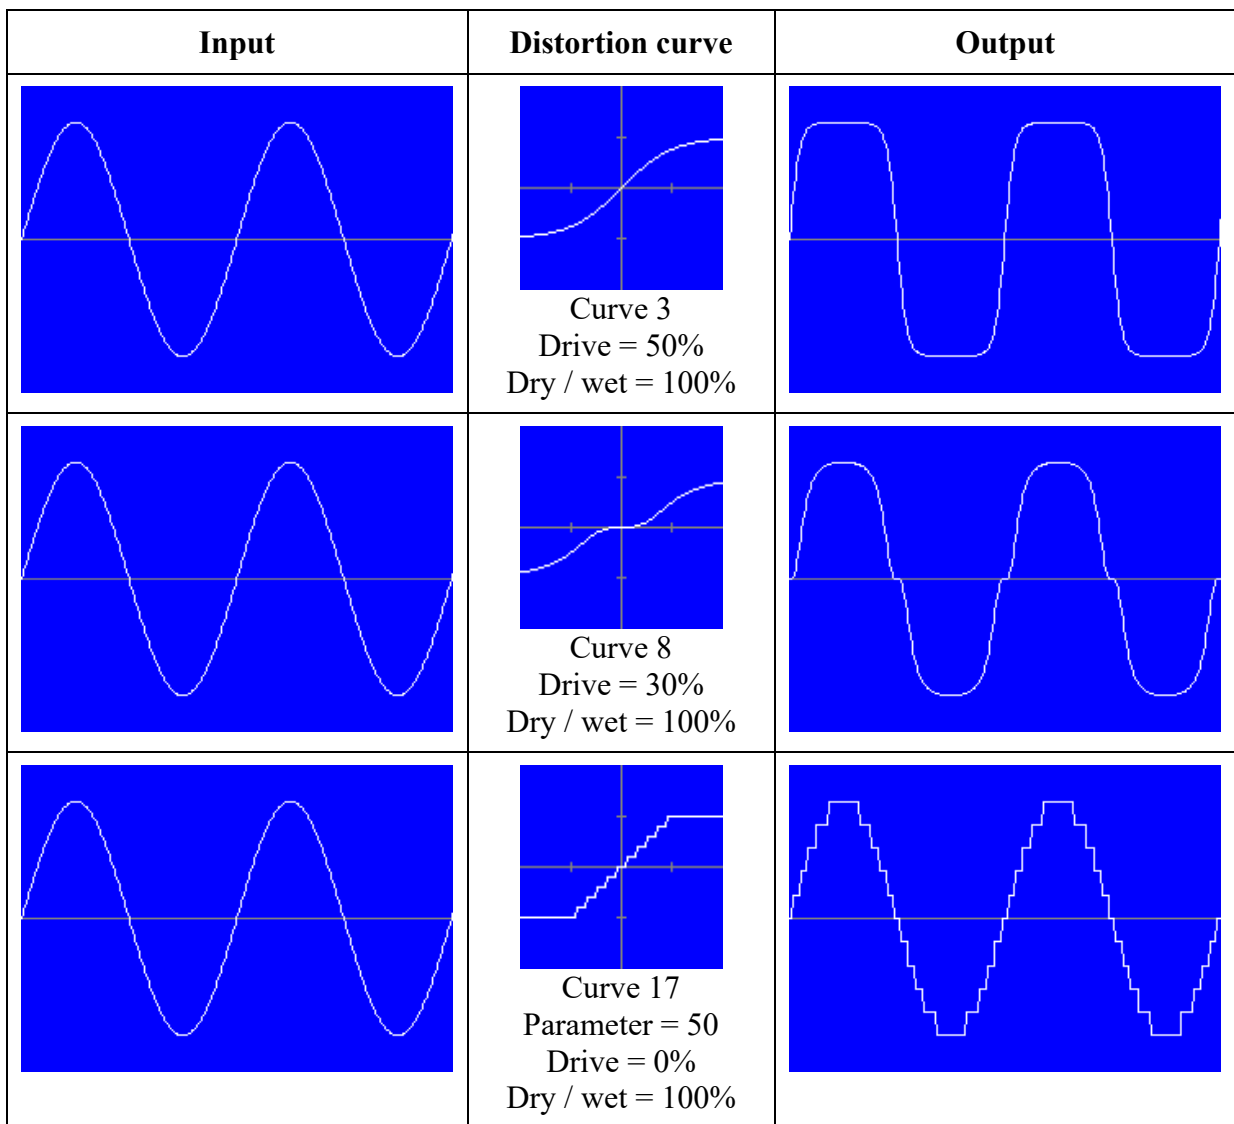 Input
Distortion curve
Output
Curve 3
Drive = 50%
Dry / wet = 100%
Curve 8
Drive = 30%
Dry / wet = 100%
Curve 17
Parameter = 50
Drive = 0%
Dry / wet = 100%